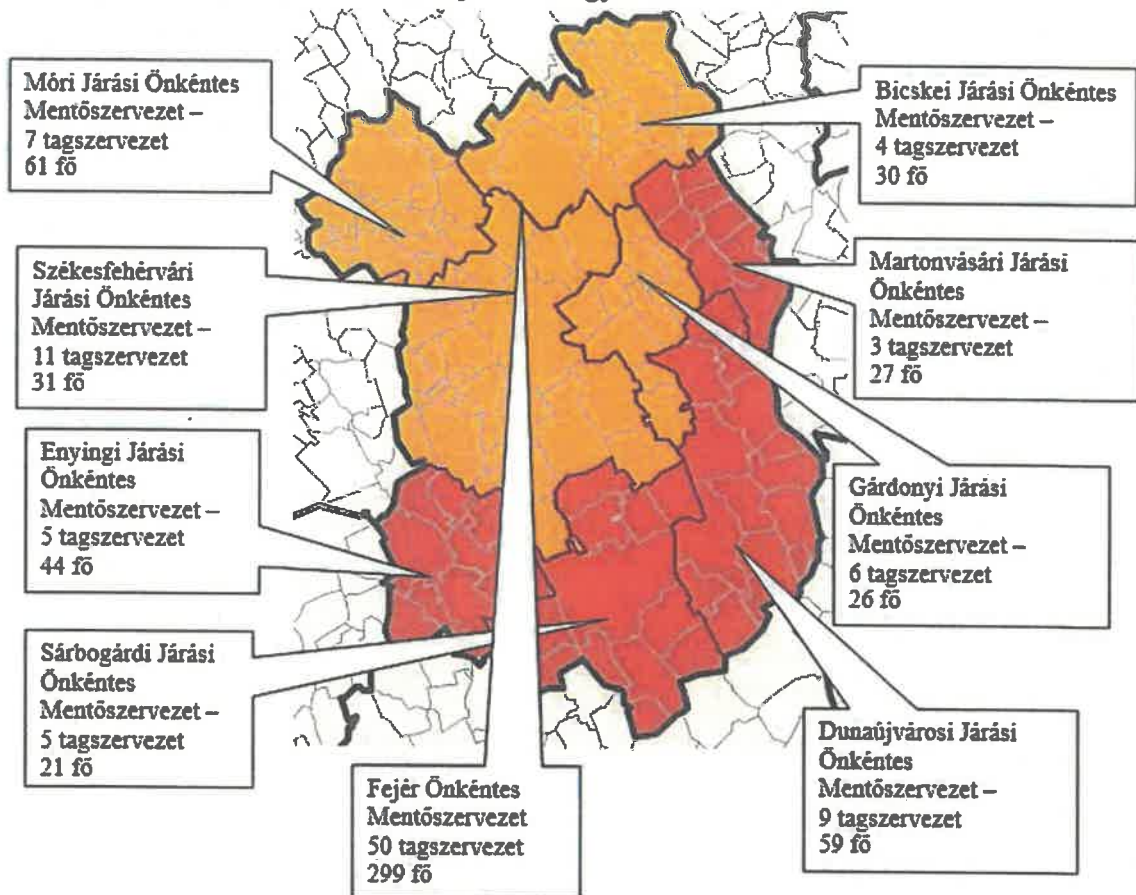 Móri Járási Önkéntes
Mentőszervezet –
7 tagszervezet
61 fő
Bicskei Járási Önkéntes
Mentőszervezet –
4 tagszervezet
30 fő
Székesfehérvári
Járási Önkéntes
Mentőszervezet –
11 tagszervezet
31 fő
Martonvásári Járási
Önkéntes
Mentőszervezet –
3 tagszervezet
27 fő
Enyingi Járási
Önkéntes
Mentőszervezet –
5 tagszervezet
44 fő
Gárdonyi Járási
Önkéntes
Mentőszervezet –
6 tagszervezet
26 fő
Sárbogárdi Járási
Önkéntes
Mentőszervezet –
5 tagszervezet
21 fő
Fejér Önkéntes
Mentőszervezet
50 tagszervezet
299 fő
Dunaújvárosi Járási
Önkéntes
Mentőszervezet –
9 tagszervezet
59 fő